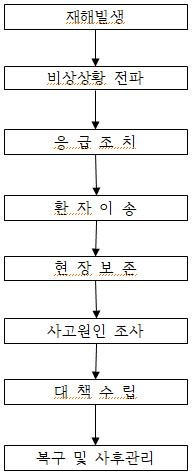 재해발생
비상상황 전파
응 급 조 치
환 자 이 송
현 장 보 존
사고원인 조사
대 책 수 립
복구 및 사후관리